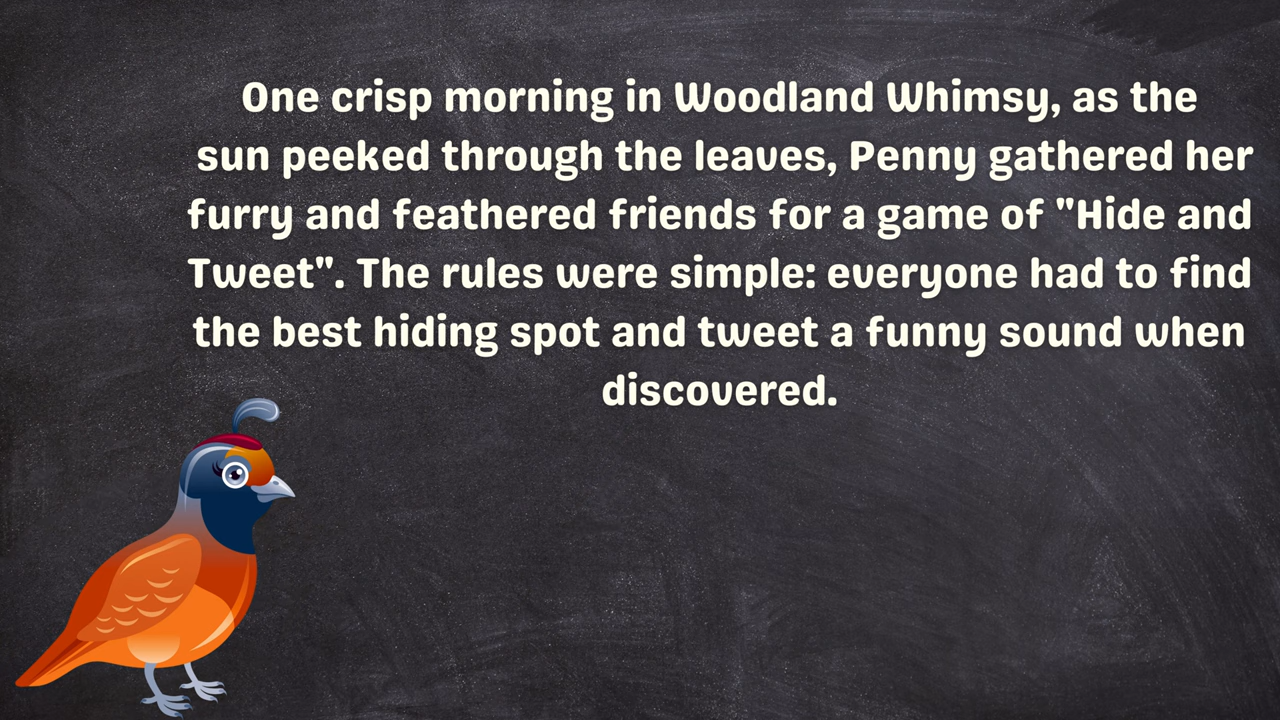 One crisp morning in Woodland Whimsy, as the
sun peeked through the leaves, Penny gathered her
furry and feathered friends for a game of "Hide and
Tweet". The rules were simple: everyone had to find
the best hiding spot and tweet a funny sound when
discovered.